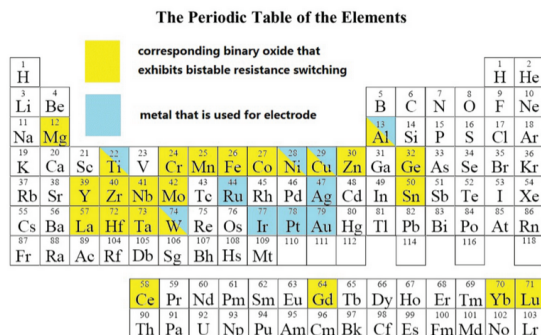 The Periodic Table of the Elements
corresponding binary oxide that
exhibits bistable resistance switching
metal that is used for electrode
1 1 2
H H He
3 4 5 6 7 8 9 10
Li Be B C N O F Ne
11 12 13 14 15 16 17 18
Na Mg Al Si P S Cl Ar
19 20 21 22 23 24 25 26 27 28 29 30 31 32 33 34 35 36
K Ca Sc Ti V Cr Mn Fe Co Ni Cu Zn Ga Ge As Se Br Kr
37 38 39 40 41 42 43 44 45 46 47 48 49 50 51 52 53 54
Rb Sr Y Zr Nb Mo Tc Ru Rh Pd Ag Cd In Sn Sb Te I Xe
55 56 57 72 73 74 75 76 77 78 79 80 81 82 83 84 85 86
Cs Ba La Hf Ta W Re Os Ir Pt Au Hg Tl Pb Bi Po At Rn
87 88 89 104 105 106 107 108 109 110 111 112 114 116
Fr Ra Ac Rf Db Sg Bh Hs Mt
58 59 60 61 62 63 64 65 66 67 68 69 70 71
Ce Pr Nd Pm Sm Eu Gd Tb Dy Ho Er Tm Yb Lu
90 91 92 93 94 95 96 97 98 99 100 101 102 103
Th Pa U Np Pu Am Cm Bk Cf Es Fm Md No Lr